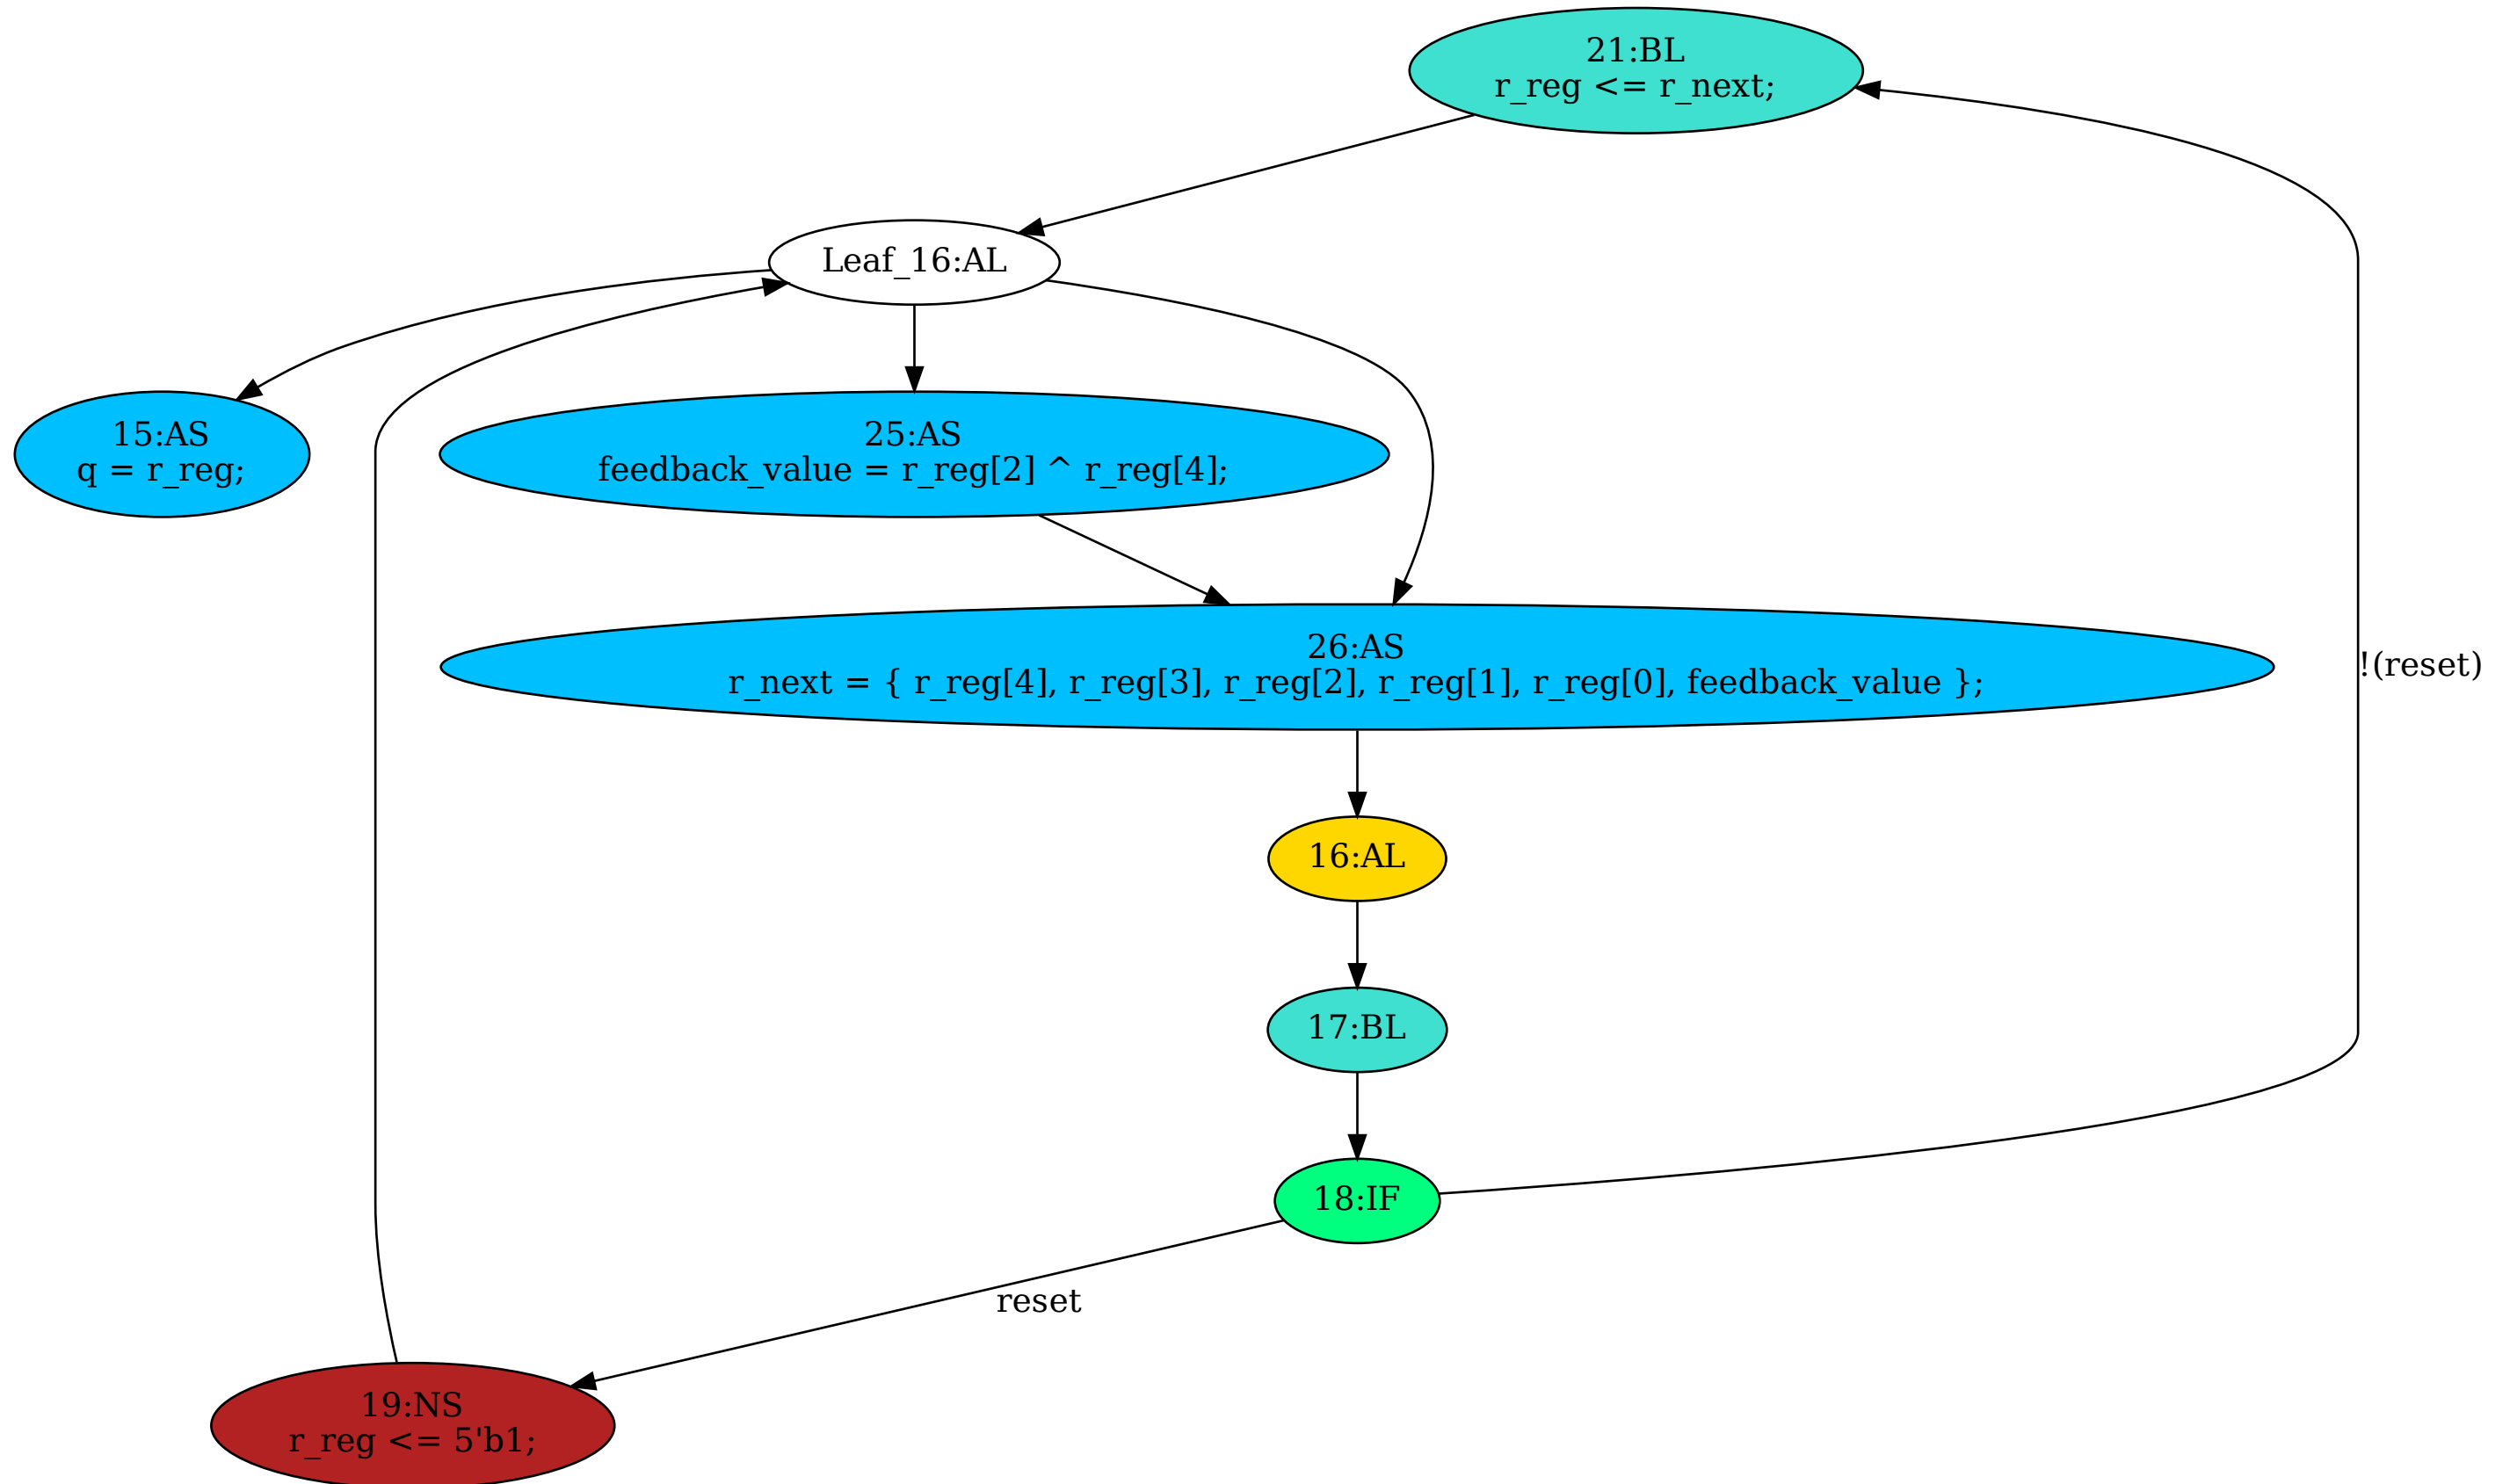 21:BL
r_reg <= r_next;
Leaf_16:AL
15:AS
q = r_reg;
25:AS
feedback_value = r_reg[2] ^ r_reg[4];
26:AS
r_next = { r_reg[4], r_reg[3], r_reg[2], r_reg[1], r_reg[0], feedback_value };
!(reset)
16:AL
17:BL
18:IF
reset
19:NS
r_reg <= 5'b1;